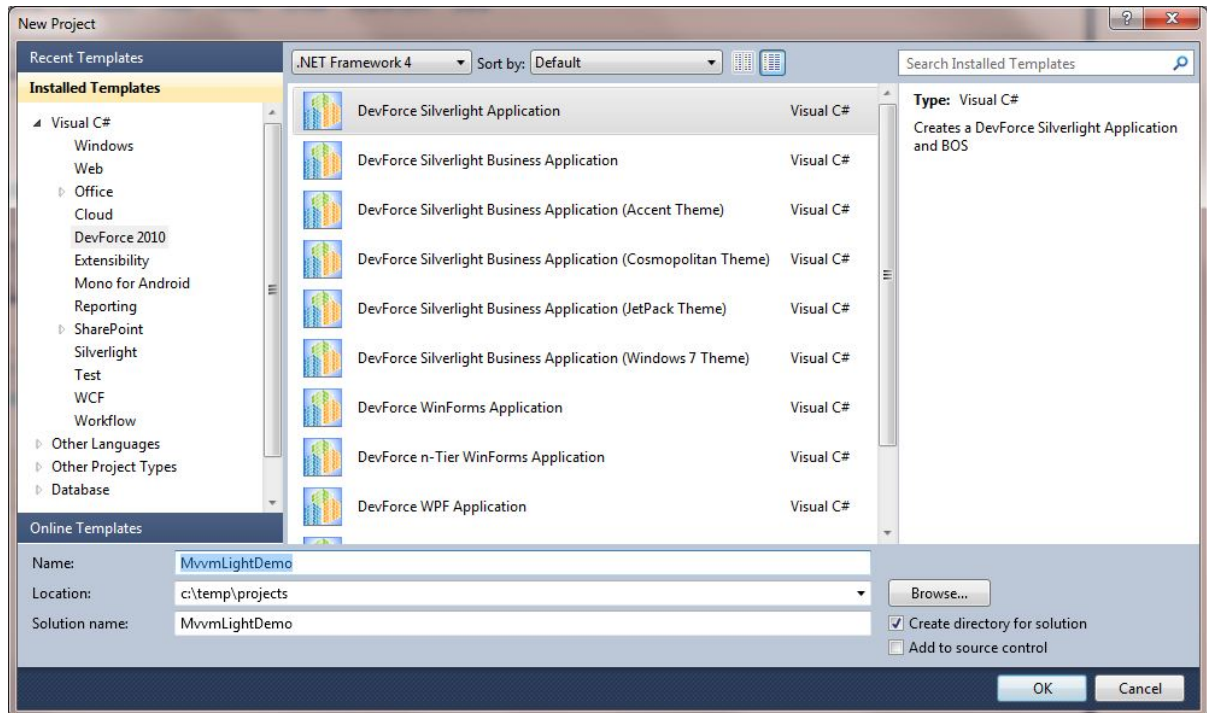 New Project
Recent Templates
Installed Templates
Visual C#
Windows
Web
Office
Cloud
DevForce 2010
Extensibility
Mono for Android
Reporting
SharePoint
Silverlight
Test
WCF
Workflow
Other Languages
Other Project Types
Database
Online Templates
.NET Framework 4 Sort by: Default
DevForce Silverlight Application Visual C#
DevForce Silverlight Business Application Visual C#
DevForce Silverlight Business Application (Accent Theme) Visual C#
DevForce Silverlight Business Application (Cosmopolitan Theme) Visual C#
DevForce Silverlight Business Application (JetPack Theme) Visual C#
DevForce Silverlight Business Application (Windows 7 Theme) Visual C#
DevForce WinForms Application Visual C#
DevForce n-Tier WinForms Application Visual C#
DevForce WPF Application Visual C#
Search Installed Templates
Type: Visual C#
Creates a DevForce Silverlight Application
and BOS
Name: MvvmLightDemo
Location: c:\temp\projects
Browse...
Solution name: MvvmLightDemo
Create directory for solution
Add to source control
OK Cancel